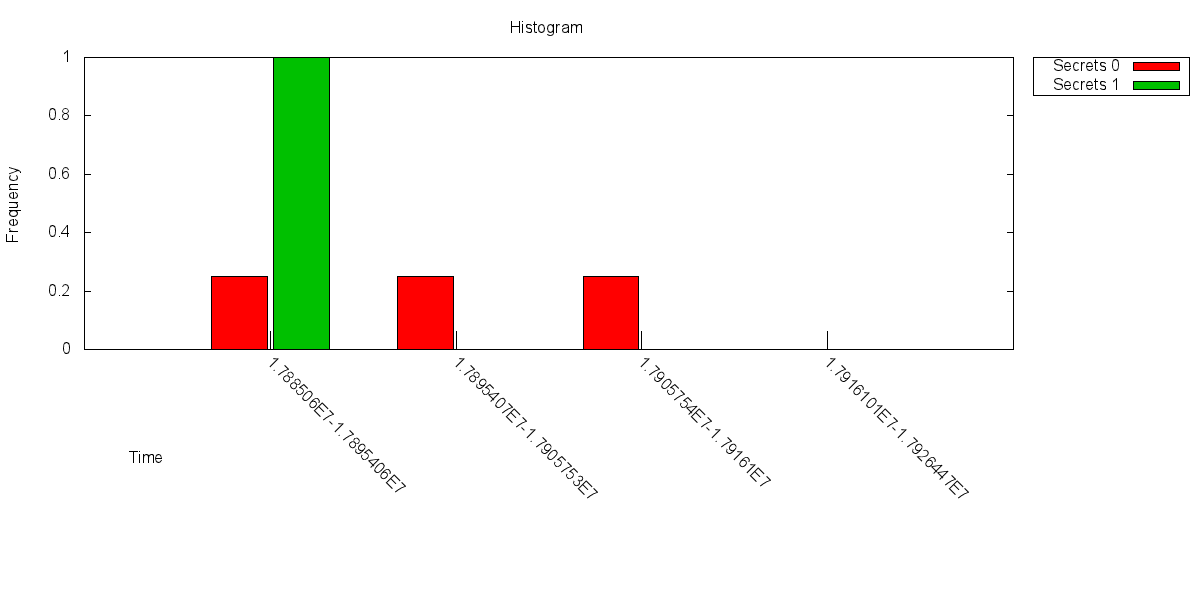 Histogram
Secrets 0
Secrets 1
Frequency
1
0.8
0.6
0.4
0.2
0
1.788506E7-1.7895406E7
1.7895407E7-1.7905753E7
1.7905754E7-1.79161E7
1.7916101E7-1.7926447E7
Time